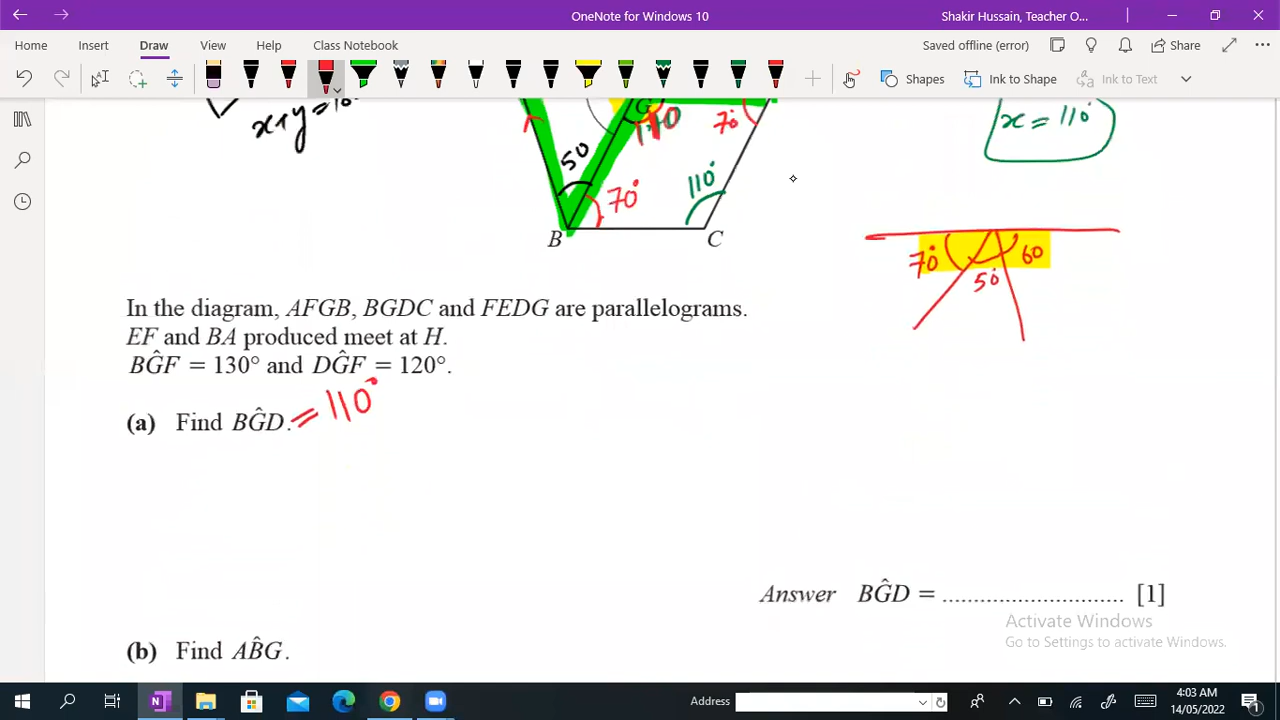 OneNote for Windows 10
Shakir Hussain, Teacher O...
Home Insert Draw View Help Class Notebook
Saved offline (error) Share
Shapes Ink to Shape Ink to Text
50
70°
110°
70°
B
C
G
x = 110°
70° 50° 60
In the diagram, AFGB, BGDC and FEDG are parallelograms.
EF and BA produced meet at H.
BĜF = 130° and DĜF = 120°.
(a) Find BĜD. = 110°
Answer BĜD = ............................ [1]
Activate Windows
Go to Settings to activate Windows.
(b) Find AB̂G.
Address
4:03 AM
14/05/2022
1